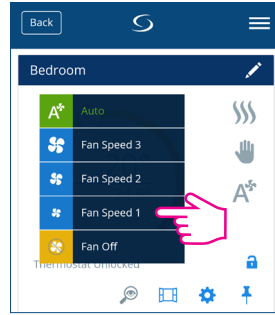 Back
Bedroom
Auto
Fan Speed 3
Fan Speed 2
Fan Speed 1
Fan Off
Thermostat Unlocked